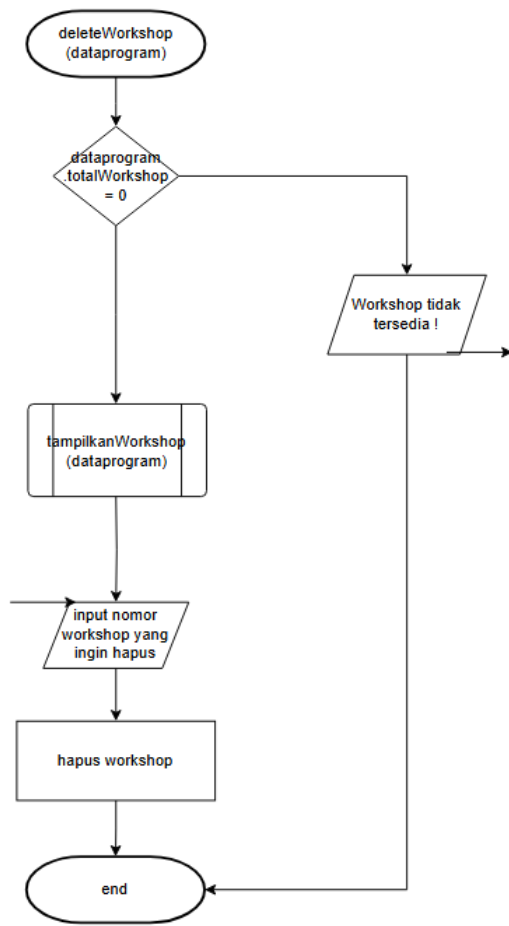 deleteWorkshop
(dataprogram)
dataprogram
.totalWorkshop
= 0
Workshop tidak
tersedia !
tampilkanWorkshop
(dataprogram)
input nomor
workshop yang
ingin hapus
hapus workshop
end